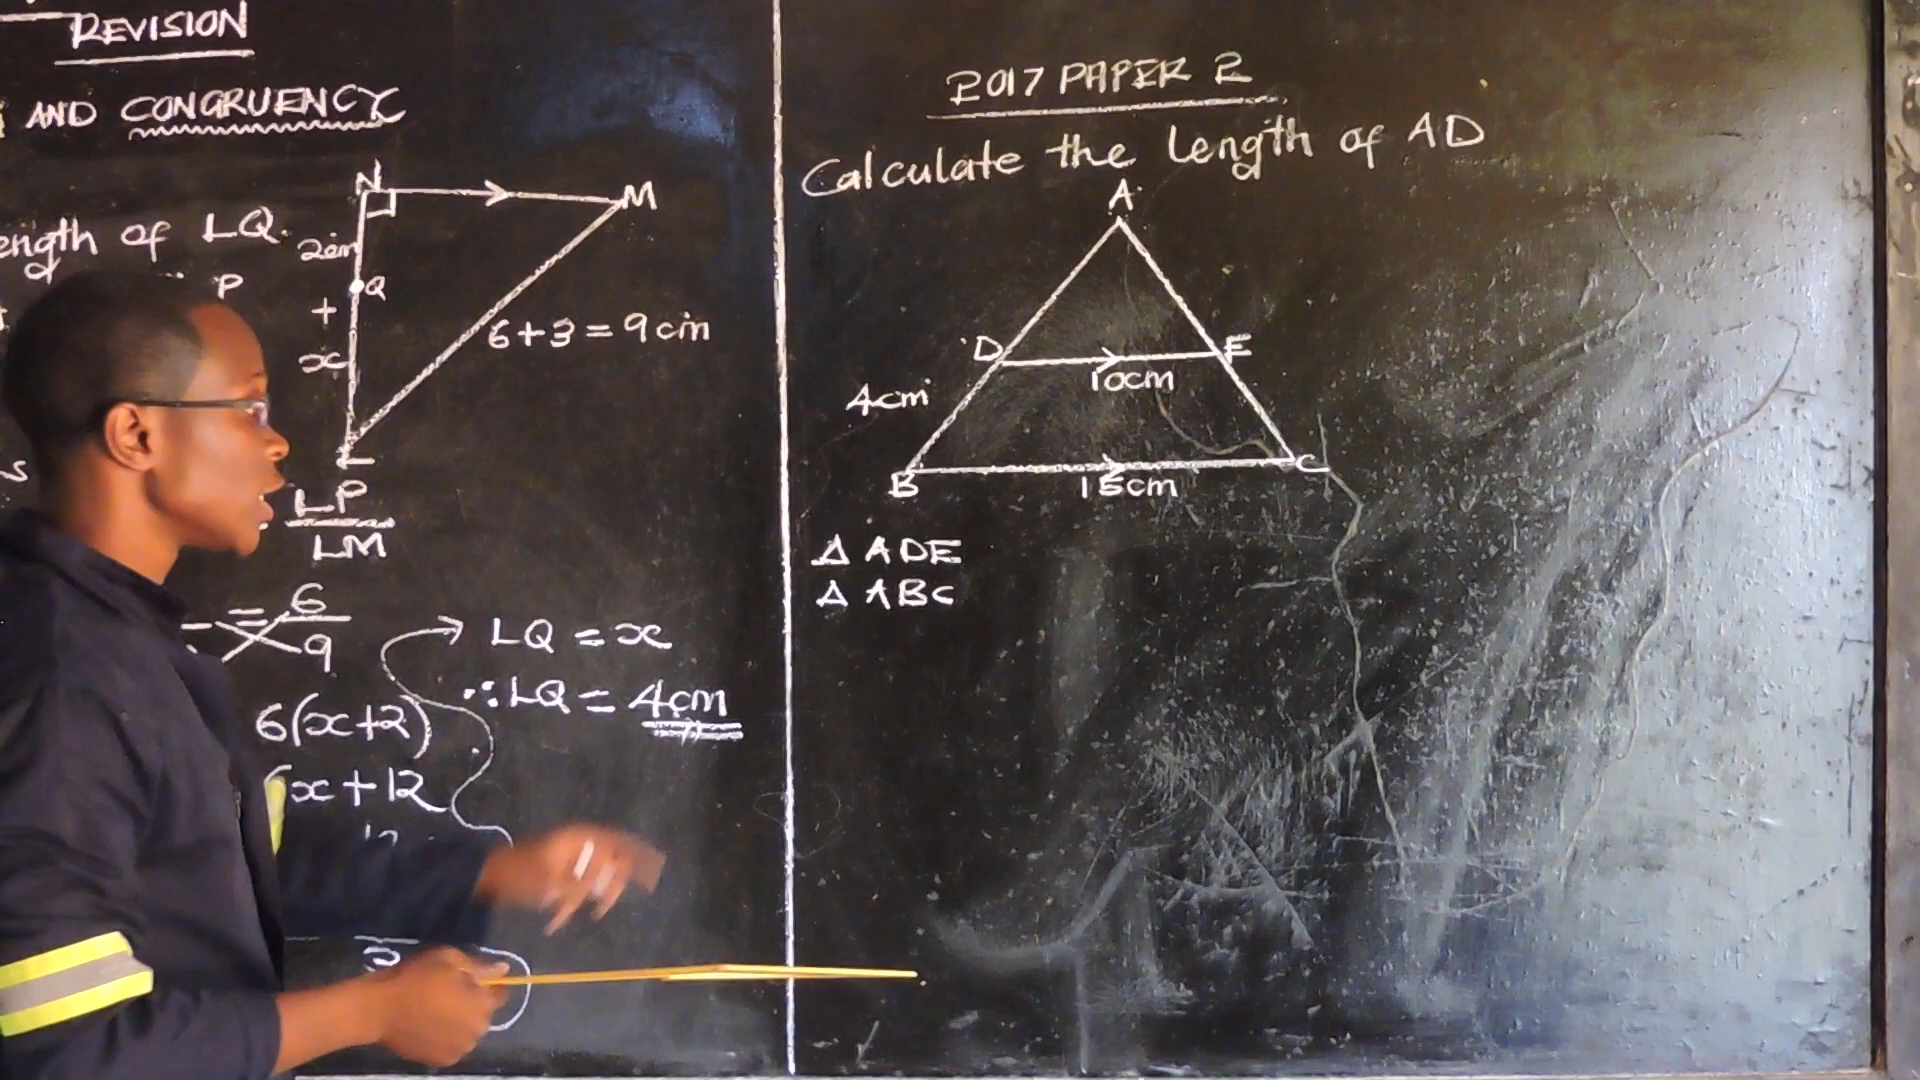 REVISION
AND CONGRUENCY
ength of LQ.
P
N
M
2cm
Q
+
x
6+3=9cm
L
LP
LM
= 6
9
6(x+2)
6x+12
LQ = x
∴ LQ = 4cm
2017 PAPER 2
Calculate the length of AD
A
D
E
10cm
4cm
B
C
15cm
Δ ADE
Δ ABC